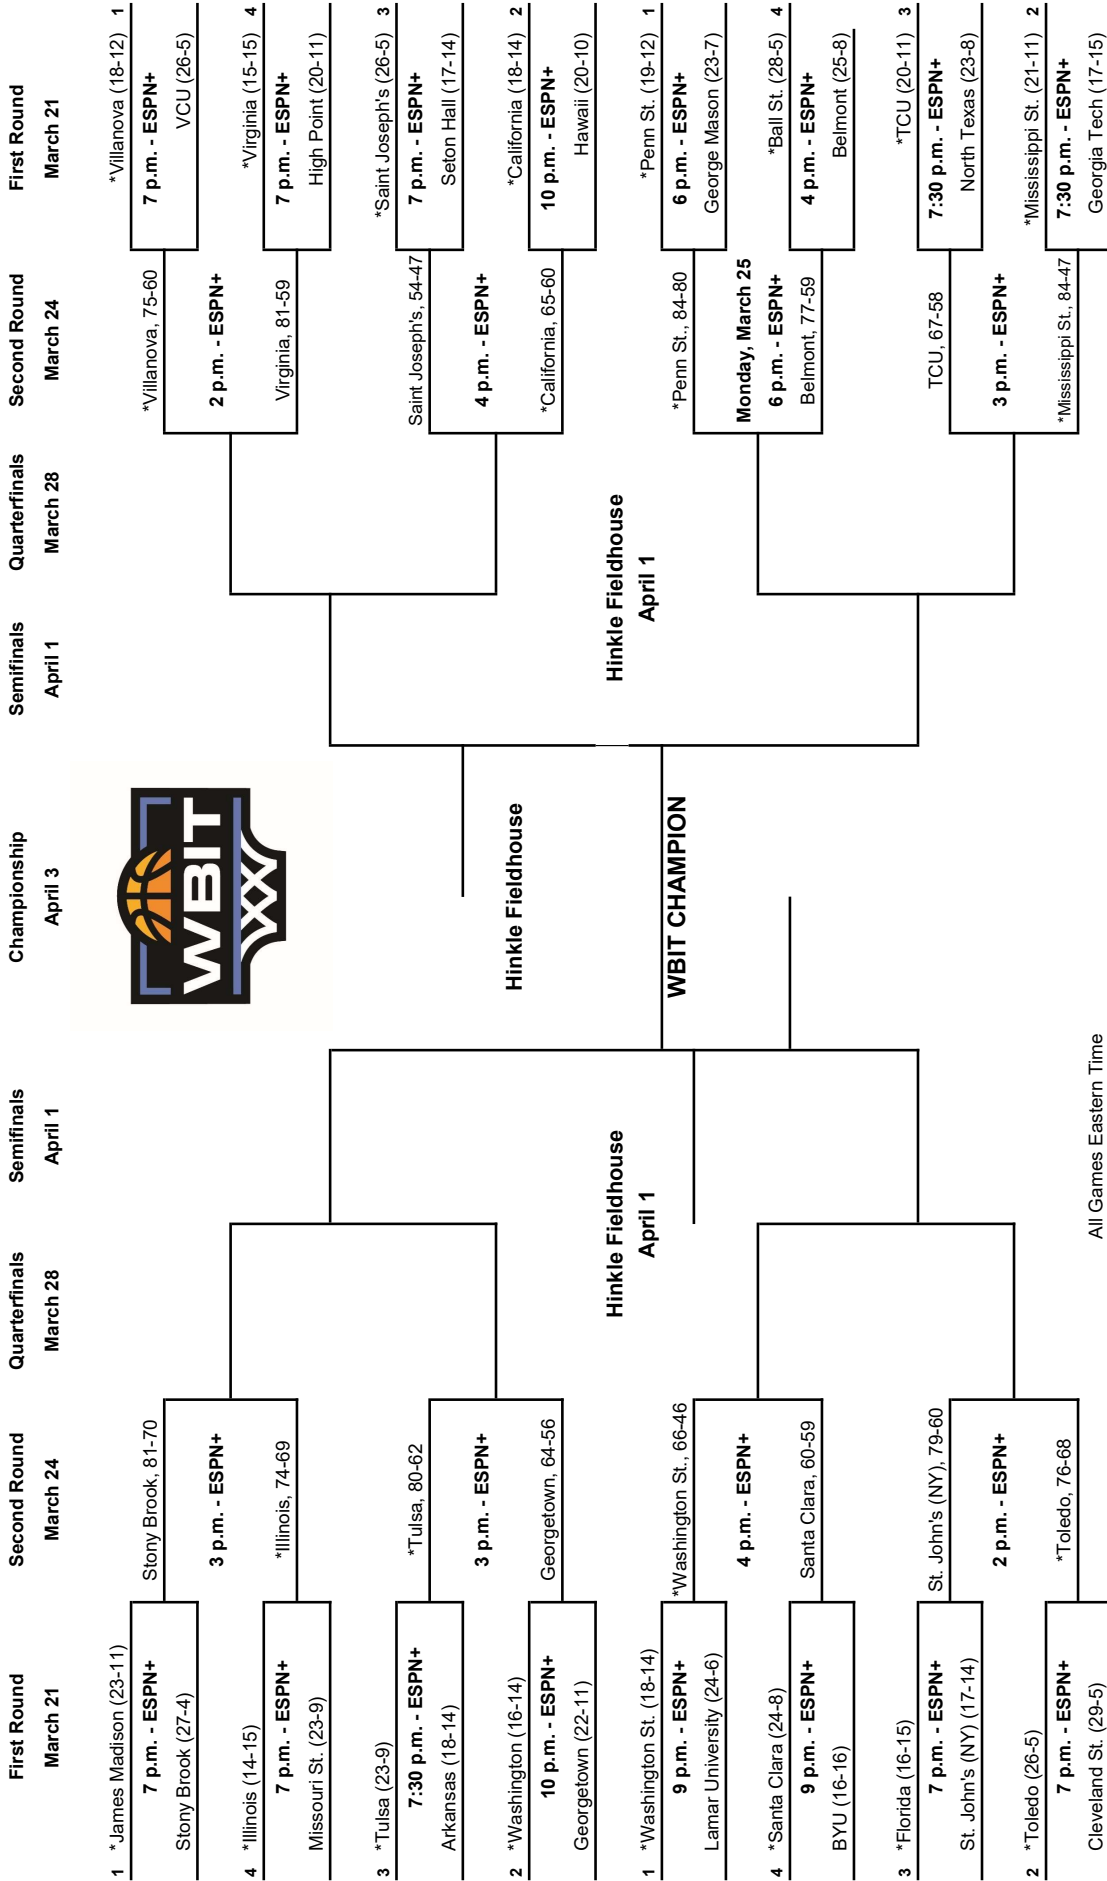 First Round
Second Round
Quarterfinals
Semifinals
Championship
Semifinals
Quarterfinals
Second Round
First Round
March 21
March 24
March 28
April 1
April 3
April 1
March 28
March 24
March 21
1 *James Madison (23-11)
7 p.m. - ESPN+
Stony Brook (27-4)
Stony Brook, 81-70
3 p.m. - ESPN+
4 *Illinois (14-15)
7 p.m. - ESPN+
Missouri St. (23-9)
*Illinois, 74-69
3 *Tulsa (23-9)
7:30 p.m. - ESPN+
Arkansas (18-14)
*Tulsa, 80-62
3 p.m. - ESPN+
2 *Washington (16-14)
10 p.m. - ESPN+
Georgetown (22-11)
Georgetown, 64-56
Hinkle Fieldhouse
April 1
1 *Washington St. (18-14)
9 p.m. - ESPN+
Lamar University (24-6)
*Washington St., 66-46
4 p.m. - ESPN+
4 *Santa Clara (24-8)
9 p.m. - ESPN+
BYU (16-16)
Santa Clara, 60-59
3 *Florida (16-15)
7 p.m. - ESPN+
St. John's (NY) (17-14)
St. John's (NY), 79-60
2 p.m. - ESPN+
2 *Toledo (26-5)
7 p.m. - ESPN+
Cleveland St. (29-5)
*Toledo, 76-68
All Games Eastern Time
WBIT
Hinkle Fieldhouse
WBIT CHAMPION
*Villanova (18-12) 1
7 p.m. - ESPN+
VCU (26-5)
*Villanova, 75-60
2 p.m. - ESPN+
*Virginia (15-15) 4
7 p.m. - ESPN+
High Point (20-11)
Virginia, 81-59
*Saint Joseph's (26-5) 3
7 p.m. - ESPN+
Seton Hall (17-14)
Saint Joseph's, 54-47
4 p.m. - ESPN+
*California (18-14) 2
10 p.m. - ESPN+
Hawaii (20-10)
*California, 65-60
Hinkle Fieldhouse
April 1
*Penn St. (19-12) 1
6 p.m. - ESPN+
George Mason (23-7)
*Penn St., 84-80
Monday, March 25
6 p.m. - ESPN+
*Ball St. (28-5) 4
4 p.m. - ESPN+
Belmont (25-8)
Belmont, 77-59
*TCU (20-11) 3
7:30 p.m. - ESPN+
North Texas (23-8)
TCU, 67-58
3 p.m. - ESPN+
*Mississippi St. (21-11) 2
7:30 p.m. - ESPN+
Georgia Tech (17-15)
*Mississippi St., 84-47